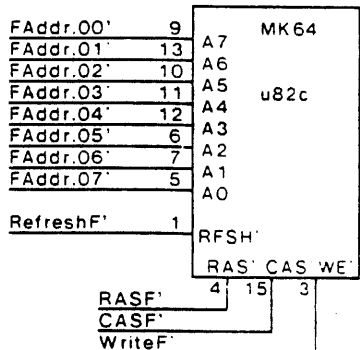 FAddr.00' 9 A7 MK64
FAddr.01' 13 A6
FAddr.02' 10 A5 u82c
FAddr.03' 11 A4
FAddr.04' 12 A3
FAddr.05' 6 A2
FAddr.06' 7 A1
FAddr.07' 5 A0
RefreshF' 1 RFSH'
RAS' CAS' WE'
4 15 3
RASF'
CASF'
WriteF'